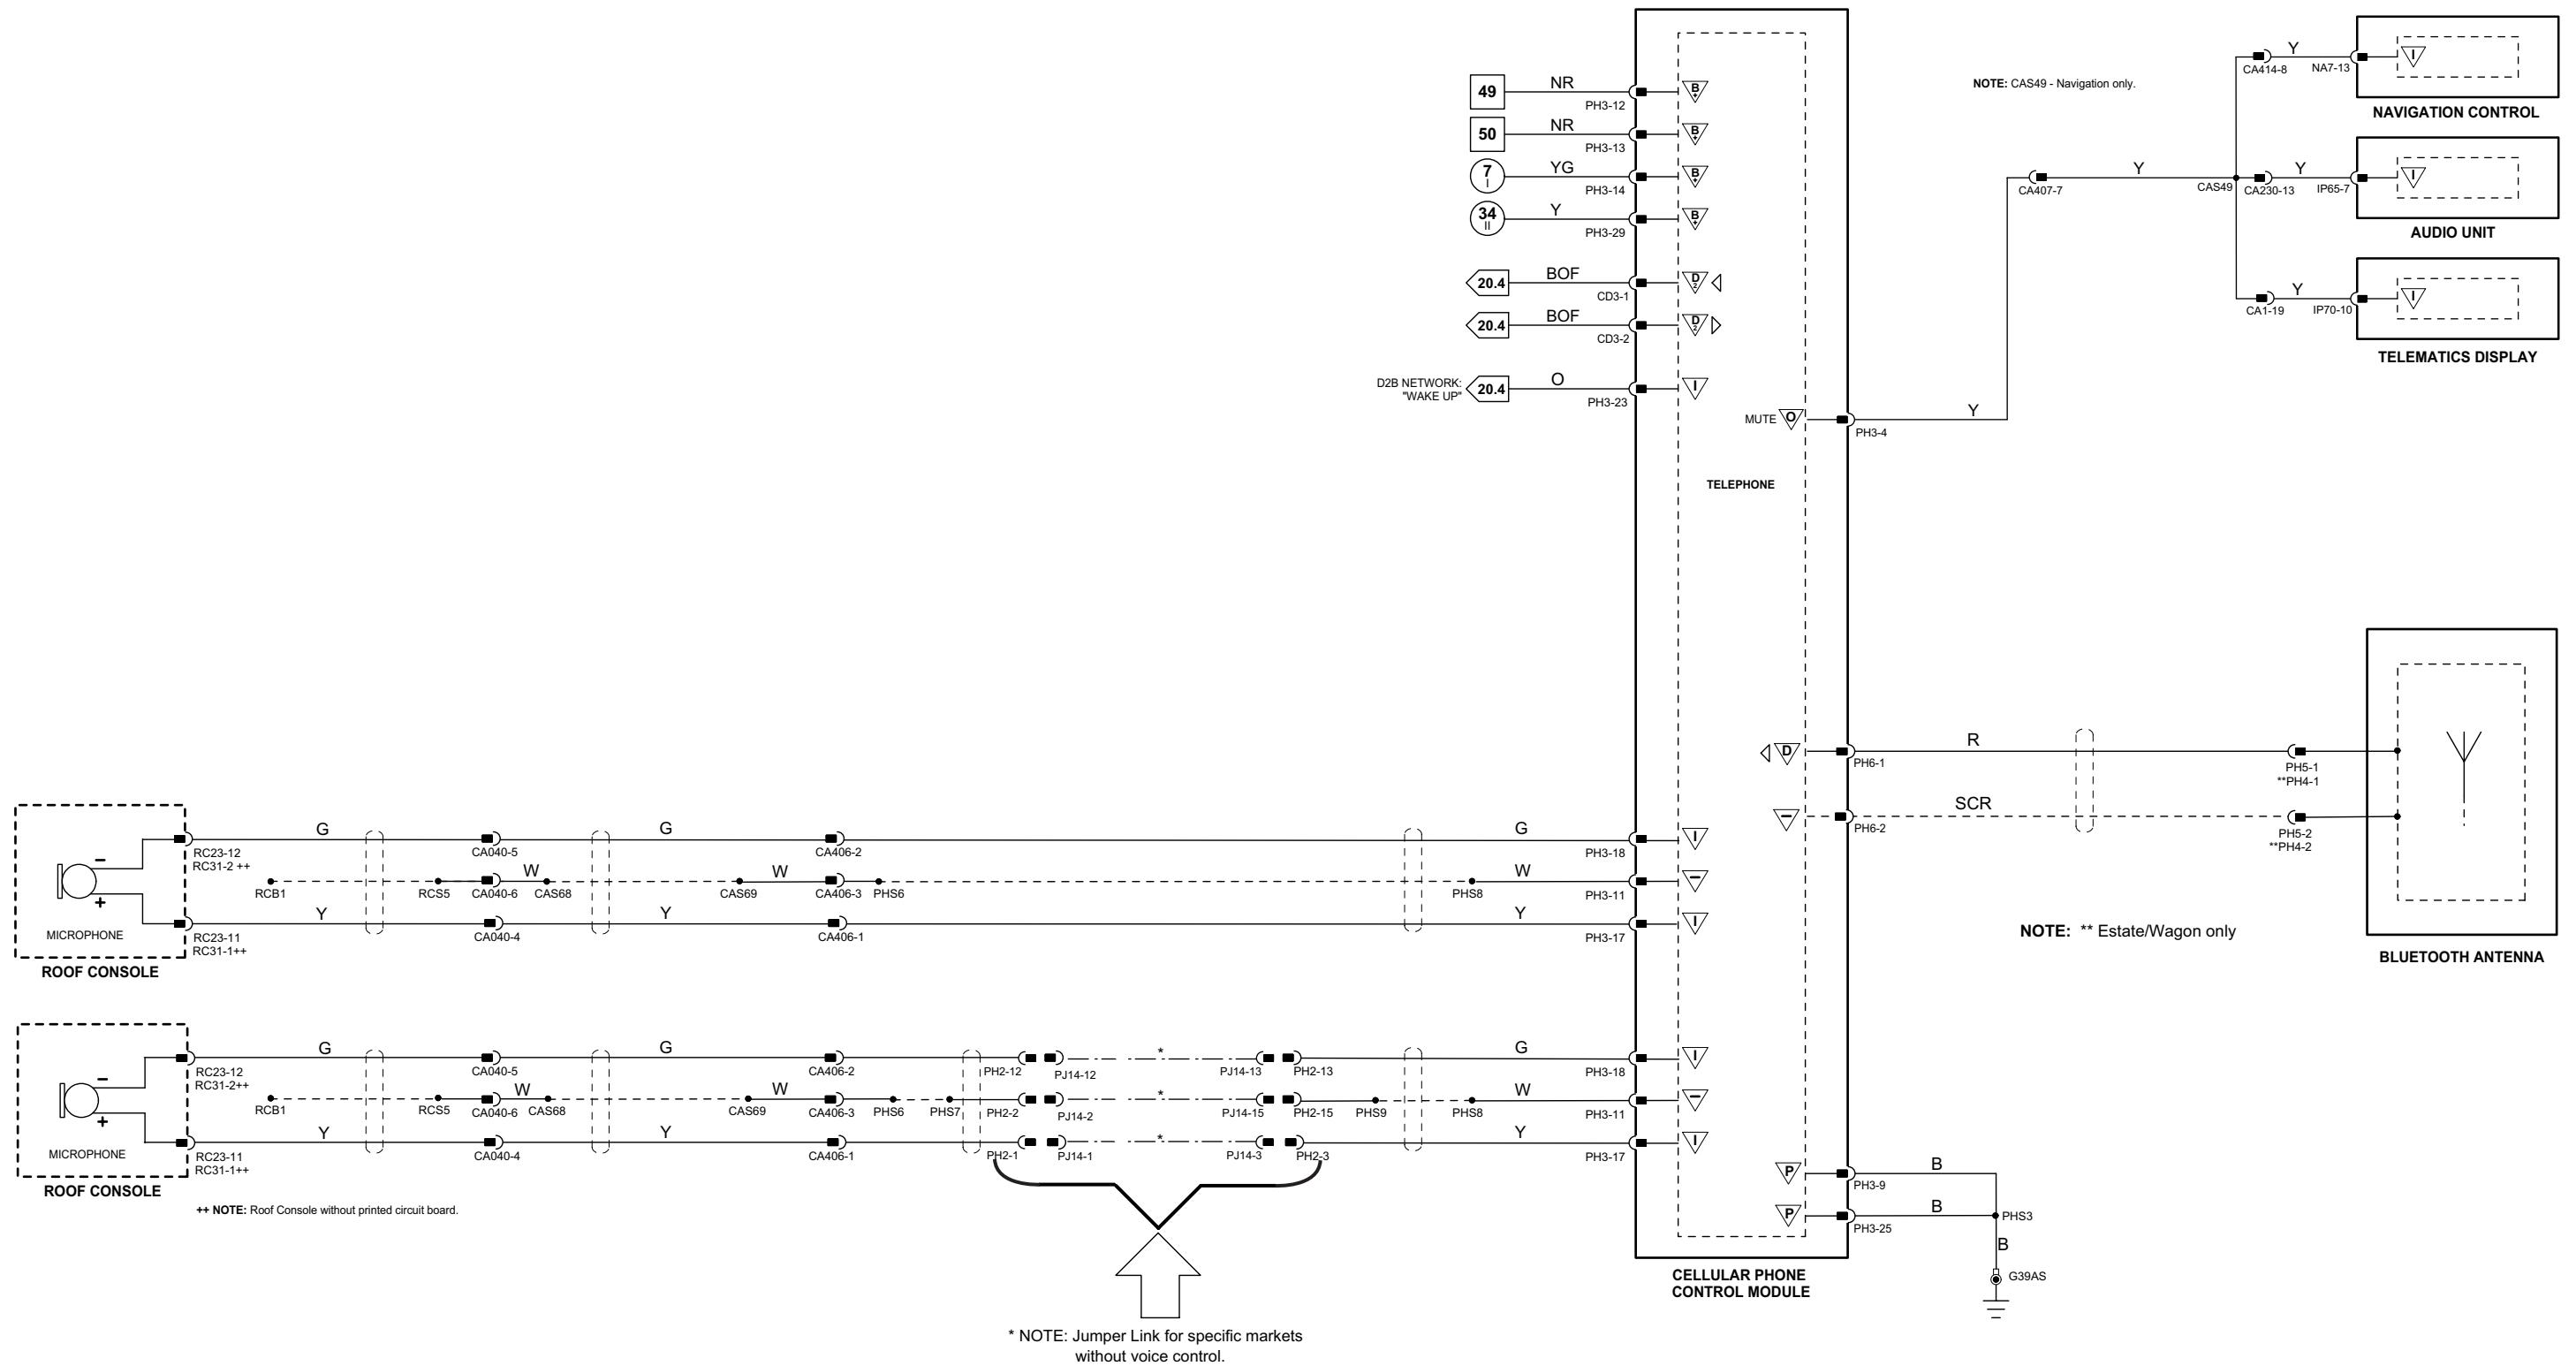 49
NR
PH3-12
B
+
50
NR
PH3-13
B
+
7
I
YG
PH3-14
B
+
34
II
Y
PH3-29
B
+
20.4
BOF
CD3-1
D
2
20.4
BOF
CD3-2
D
2
D2B NETWORK:
"WAKE UP"
20.4
O
PH3-23
I
MUTE
O
PH3-4
Y
TELEPHONE
NOTE: CAS49 - Navigation only.
CA407-7
Y
CAS49
CA414-8
Y
NA7-13
I
NAVIGATION CONTROL
CA230-13
Y
IP65-7
I
AUDIO UNIT
CA1-19
Y
IP70-10
I
TELEMATICS DISPLAY
D
PH6-1
R
PH5-1
**PH4-1
PH6-2
SCR
PH5-2
**PH4-2
NOTE: ** Estate/Wagon only
BLUETOOTH ANTENNA
–
+
MICROPHONE
ROOF CONSOLE
RC23-12
RC31-2 ++
G
CA040-5
G
CA406-2
G
PH3-18
I
RCB1
RCS5
CA040-6
W
CAS68
CAS69
W
CA406-3
PHS6
PHS8
W
PH3-11
–
RC23-11
RC31-1++
Y
CA040-4
Y
CA406-1
Y
PH3-17
I
–
+
MICROPHONE
ROOF CONSOLE
RC23-12
RC31-2++
G
CA040-5
G
CA406-2
PH2-12
PJ14-12
*
PJ14-13
PH2-13
G
PH3-18
I
RCB1
RCS5
CA040-6
W
CAS68
CAS69
W
CA406-3
PHS6
PHS7
PH2-2
PJ14-2
*
PJ14-15
PH2-15
PHS9
PHS8
W
PH3-11
–
RC23-11
RC31-1++
Y
CA040-4
Y
CA406-1
PH2-1
PJ14-1
*
PJ14-3
PH2-3
Y
PH3-17
I
++ NOTE: Roof Console without printed circuit board.
P
PH3-9
B
P
PH3-25
B
PHS3
B
G39AS
CELLULAR PHONE
CONTROL MODULE
* NOTE: Jumper Link for specific markets
without voice control.